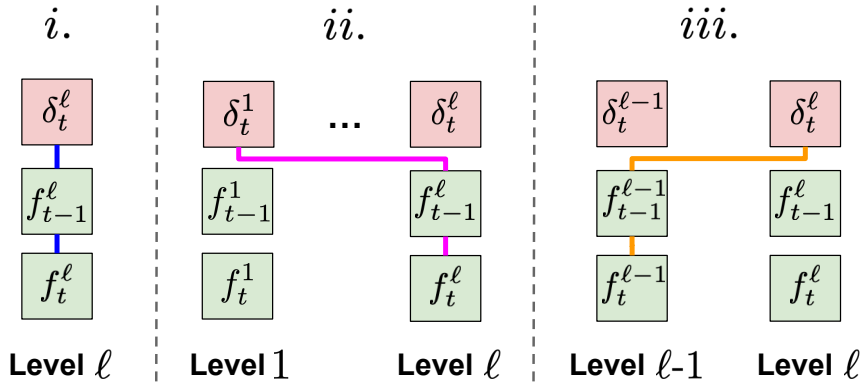 i. ii. iii.
δ_t^ℓ δ_t^1 ... δ_t^ℓ δ_t^{ℓ-1} δ_t^ℓ
f_{t-1}^ℓ f_{t-1}^1 f_{t-1}^ℓ f_{t-1}^{ℓ-1} f_{t-1}^ℓ
f_t^ℓ f_t^1 f_t^ℓ f_t^{ℓ-1} f_t^ℓ
Level ℓ Level 1 Level ℓ Level ℓ-1 Level ℓ